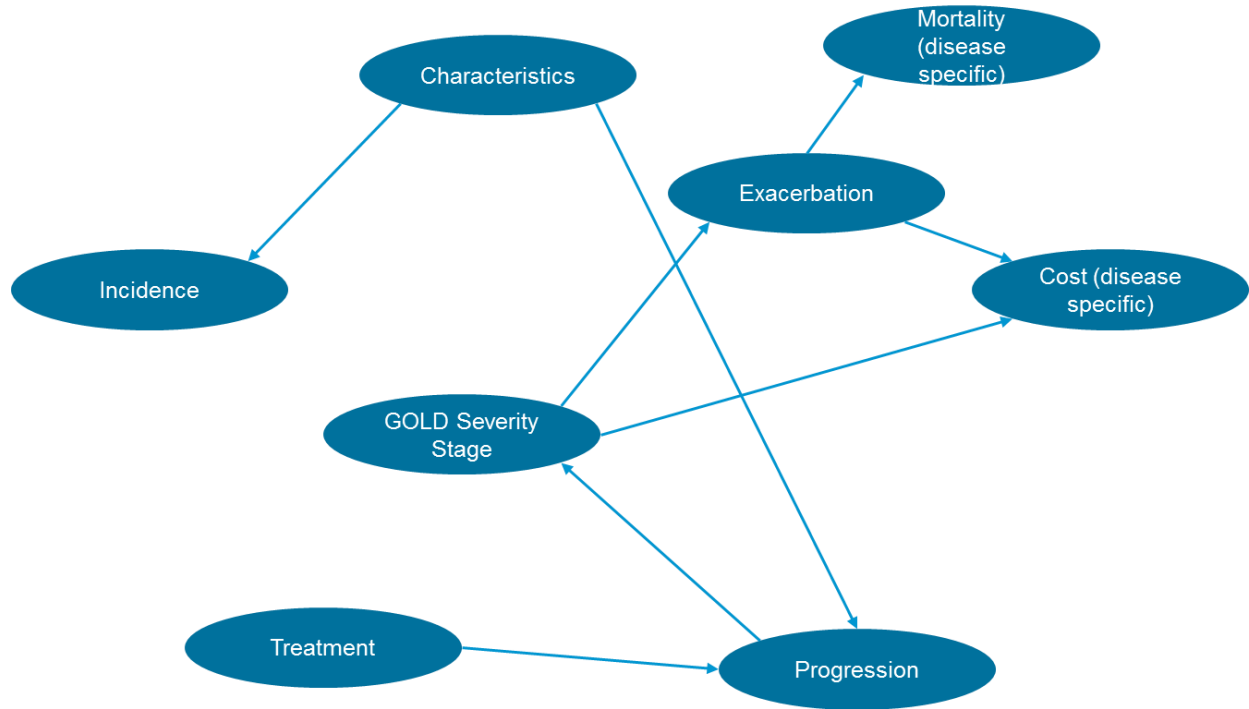 Mortality
(disease
specific)
Characteristics
Exacerbation
Incidence
Cost (disease
specific)
GOLD Severity
Stage
Treatment
Progression